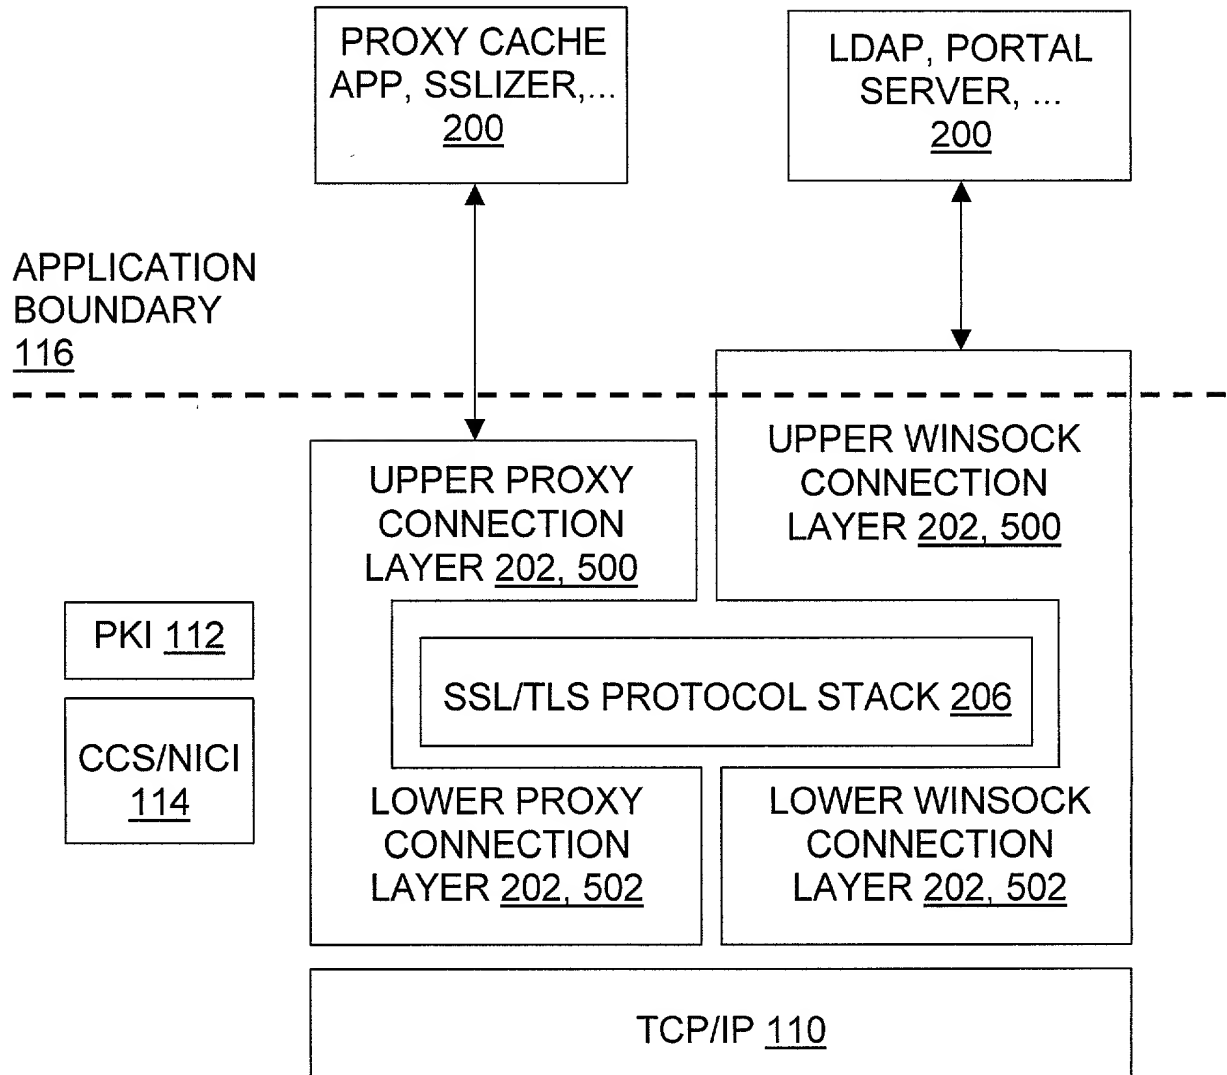 PROXY CACHE
APP, SSLIZER,...
200
LDAP, PORTAL
SERVER, ...
200
APPLICATION
BOUNDARY
116
UPPER PROXY
CONNECTION
LAYER 202, 500
UPPER WINSOCK
CONNECTION
LAYER 202, 500
PKI 112
SSL/TLS PROTOCOL STACK 206
CCS/NICI
114
LOWER PROXY
CONNECTION
LAYER 202, 502
LOWER WINSOCK
CONNECTION
LAYER 202, 502
TCP/IP 110